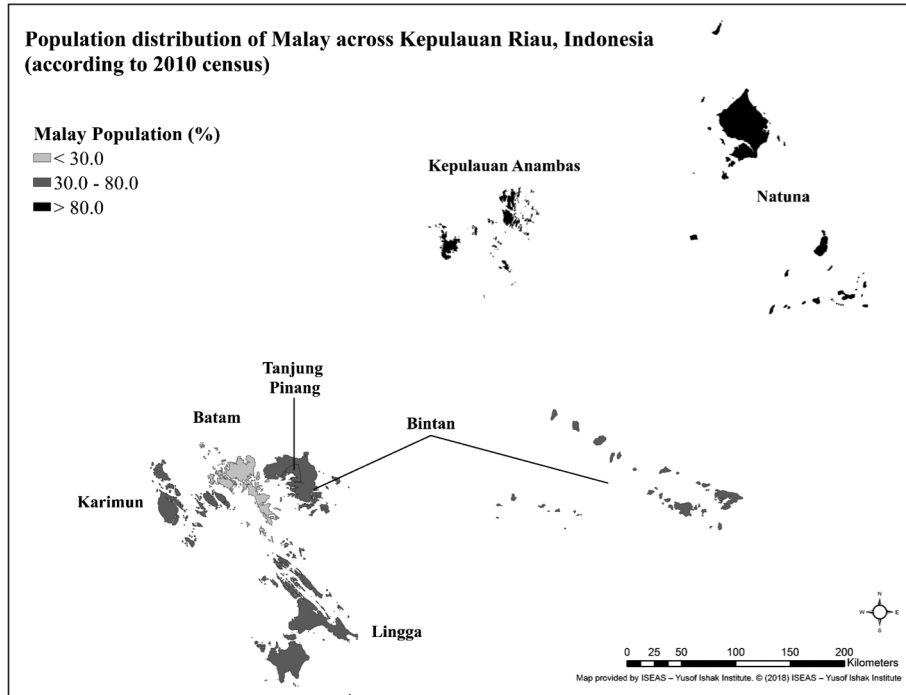 Population distribution of Malay across Kepulauan Riau, Indonesia
(according to 2010 census)
Malay Population (%)
< 30.0
30.0 - 80.0
> 80.0
Kepulauan Anambas
Natuna
Tanjung
Pinang
Batam
Bintan
Karimun
Lingga
N
W
E
S
0 25 50 100 150 200
Kilometers
Map provided by ISEAS – Yusof Ishak Institute. © (2018) ISEAS – Yusof Ishak Institute